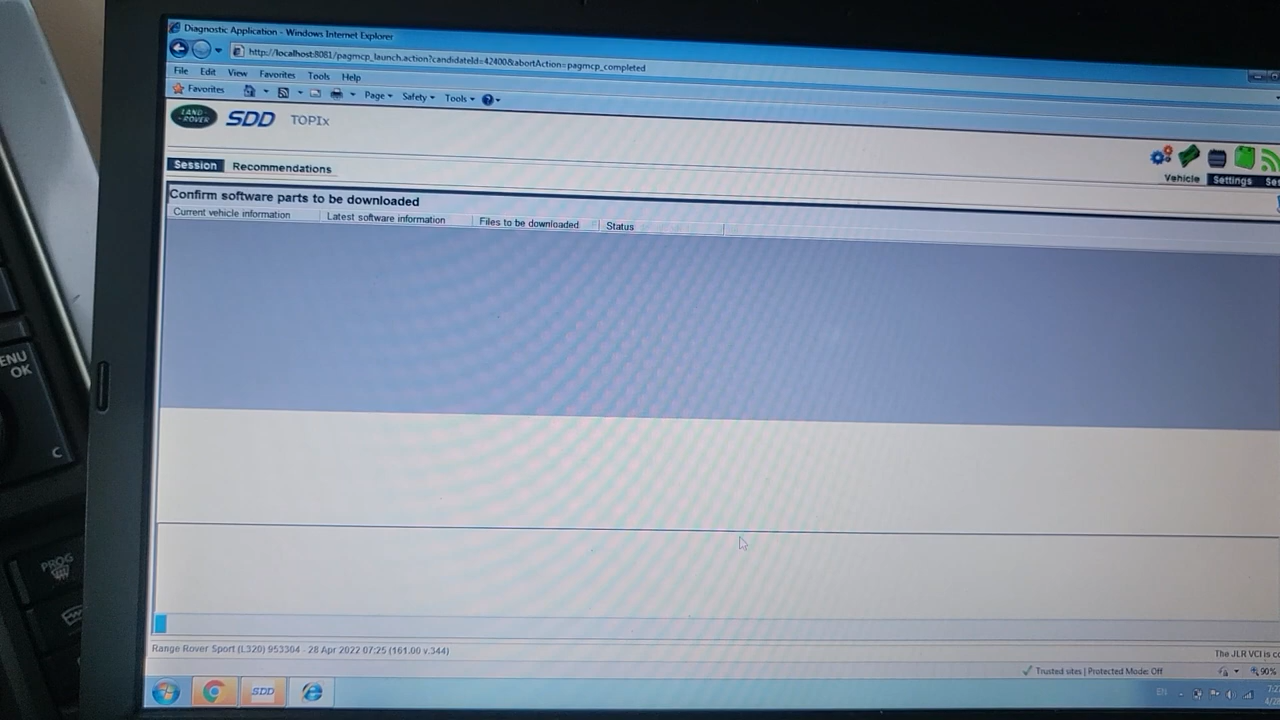 Diagnostic Application - Windows Internet Explorer
http://localhost:8081/pagmcp_launch.action?candidateId=42400&abortAction=pagmcp_completed
File Edit View Favorites Tools Help
Favorites Page Safety Tools
LAND ROVER SDD TOPIx
Session Recommendations
Vehicle Settings
Confirm software parts to be downloaded
Current vehicle information Latest software information Files to be downloaded Status
ENU
OK
C
PROG
Range Rover Sport (L320) 953304 - 28 Apr 2022 07:25 (161.00 v.344)
The JLR VCI is
Trusted sites | Protected Mode: Off
90%
SDD
EN